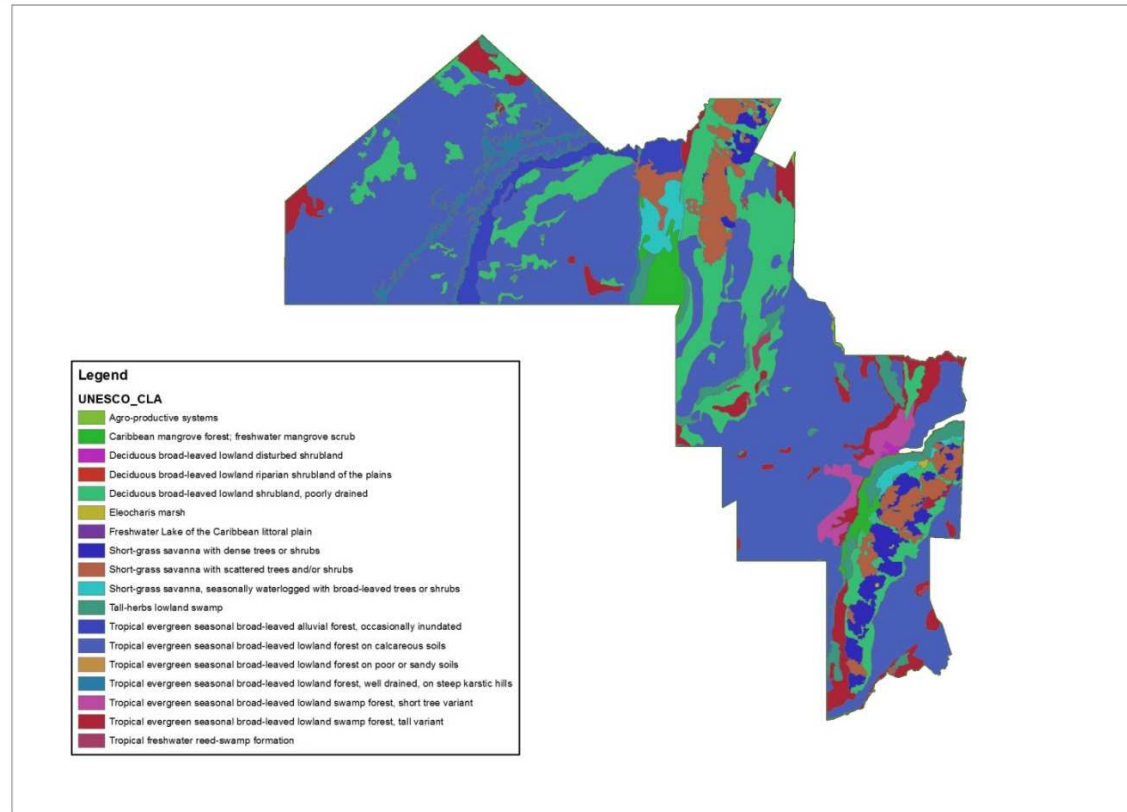 Legend
UNESCO_CLA
Agro-productive systems
Caribbean mangrove forest; freshwater mangrove scrub
Deciduous broad-leaved lowland disturbed shrubland
Deciduous broad-leaved lowland riparian shrubland of the plains
Deciduous broad-leaved lowland shrubland, poorly drained
Eleocharis marsh
Freshwater Lake of the Caribbean littoral plain
Short-grass savanna with dense trees or shrubs
Short-grass savanna with scattered trees and/or shrubs
Short-grass savanna, seasonally waterlogged with broad-leaved trees or shrubs
Tall-herbs lowland swamp
Tropical evergreen seasonal broad-leaved alluvial forest, occasionally inundated
Tropical evergreen seasonal broad-leaved lowland forest on calcareous soils
Tropical evergreen seasonal broad-leaved lowland forest on poor or sandy soils
Tropical evergreen seasonal broad-leaved lowland forest, well drained, on steep karstic hills
Tropical evergreen seasonal broad-leaved lowland swamp forest, short tree variant
Tropical evergreen seasonal broad-leaved lowland swamp forest, tall variant
Tropical freshwater reed-swamp formation